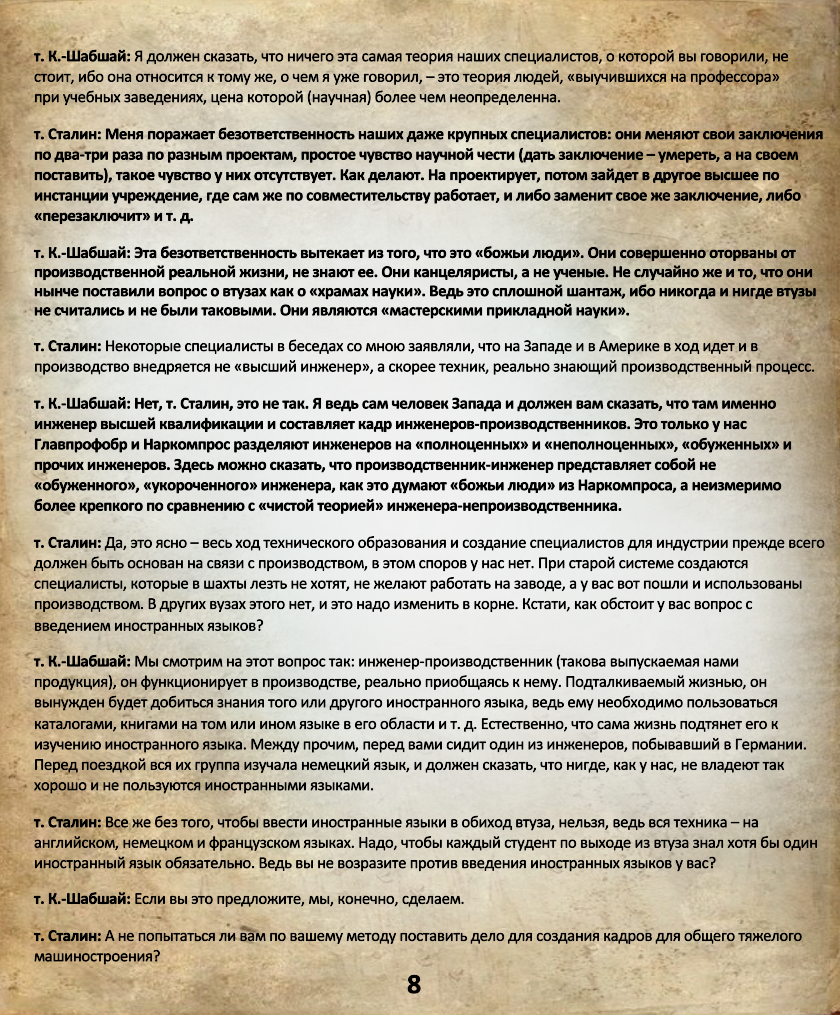 т. К.-Шабшай: Я должен сказать, что ничего эта самая теория наших специалистов, о которой вы говорили, не
стоит, ибо она относится к тому же, о чем я уже говорил, – это теория людей, «выучившихся на профессора»
при учебных заведениях, цена которой (научная) более чем неопределенна.
т. Сталин: Меня поражает безответственность наших даже крупных специалистов: они меняют свои заключения
по два-три раза по разным проектам, простое чувство научной чести (дать заключение – умереть, а на своем
поставить), такое чувство у них отсутствует. Как делают. На проектирует, потом зайдет в другое высшее по
инстанции учреждение, где сам же по совместительству работает, и либо заменит свое же заключение, либо
«перезаключит» и т. д.
т. К.-Шабшай: Эта безответственность вытекает из того, что это «божьи люди». Они совершенно оторваны от
производственной реальной жизни, не знают ее. Они канцеляристы, а не ученые. Не случайно же и то, что они
нынче поставили вопрос о втузах как о «храмах науки». Ведь это сплошной шантаж, ибо никогда и нигде втузы
не считались и не были таковыми. Они являются «мастерскими прикладной науки».
т. Сталин: Некоторые специалисты в беседах со мною заявляли, что на Западе и в Америке в ход идет и в
производство внедряется не «высший инженер», а скорее техник, реально знающий производственный процесс.
т. К.-Шабшай: Нет, т. Сталин, это не так. Я ведь сам человек Запада и должен вам сказать, что там именно
инженер высшей квалификации и составляет кадр инженеров-производственников. Это только у нас
Главпрофобр и Наркомпрос разделяют инженеров на «полноценных» и «неполноценных», «обуженных» и
прочих инженеров. Здесь можно сказать, что производственник-инженер представляет собой не
«обуженного», «укороченного» инженера, как это думают «божьи люди» из Наркомпроса, а неизмеримо
более крепкого по сравнению с «чистой теорией» инженера-непроизводственника.
т. Сталин: Да, это ясно – весь ход технического образования и создание специалистов для индустрии прежде всего
должен быть основан на связи с производством, в этом споров у нас нет. При старой системе создаются
специалисты, которые в шахты лезть не хотят, не желают работать на заводе, а у вас вот пошли и использованы
производством. В других вузах этого нет, и это надо изменить в корне. Кстати, как обстоит у вас вопрос с
введением иностранных языков?
т. К.-Шабшай: Мы смотрим на этот вопрос так: инженер-производственник (такова выпускаемая нами
продукция), он функционирует в производстве, реально приобщаясь к нему. Подталкиваемый жизнью, он
вынужден будет добиться знания того или другого иностранного языка, ведь ему необходимо пользоваться
каталогами, книгами на том или ином языке в его области и т. д. Естественно, что сама жизнь подтянет его к
изучению иностранного языка. Между прочим, перед вами сидит один из инженеров, побывавший в Германии.
Перед поездкой вся их группа изучала немецкий язык, и должен сказать, что нигде, как у нас, не владеют так
хорошо и не пользуются иностранными языками.
т. Сталин: Все же без того, чтобы ввести иностранные языки в обиход втуза, нельзя, ведь вся техника – на
английском, немецком и французском языках. Надо, чтобы каждый студент по выходе из втуза знал хотя бы один
иностранный язык обязательно. Ведь вы не возразите против введения иностранных языков у вас?
т. К.-Шабшай: Если вы это предложите, мы, конечно, сделаем.
т. Сталин: А не попытаться ли вам по вашему методу поставить дело для создания кадров для общего тяжелого
машиностроения?
8